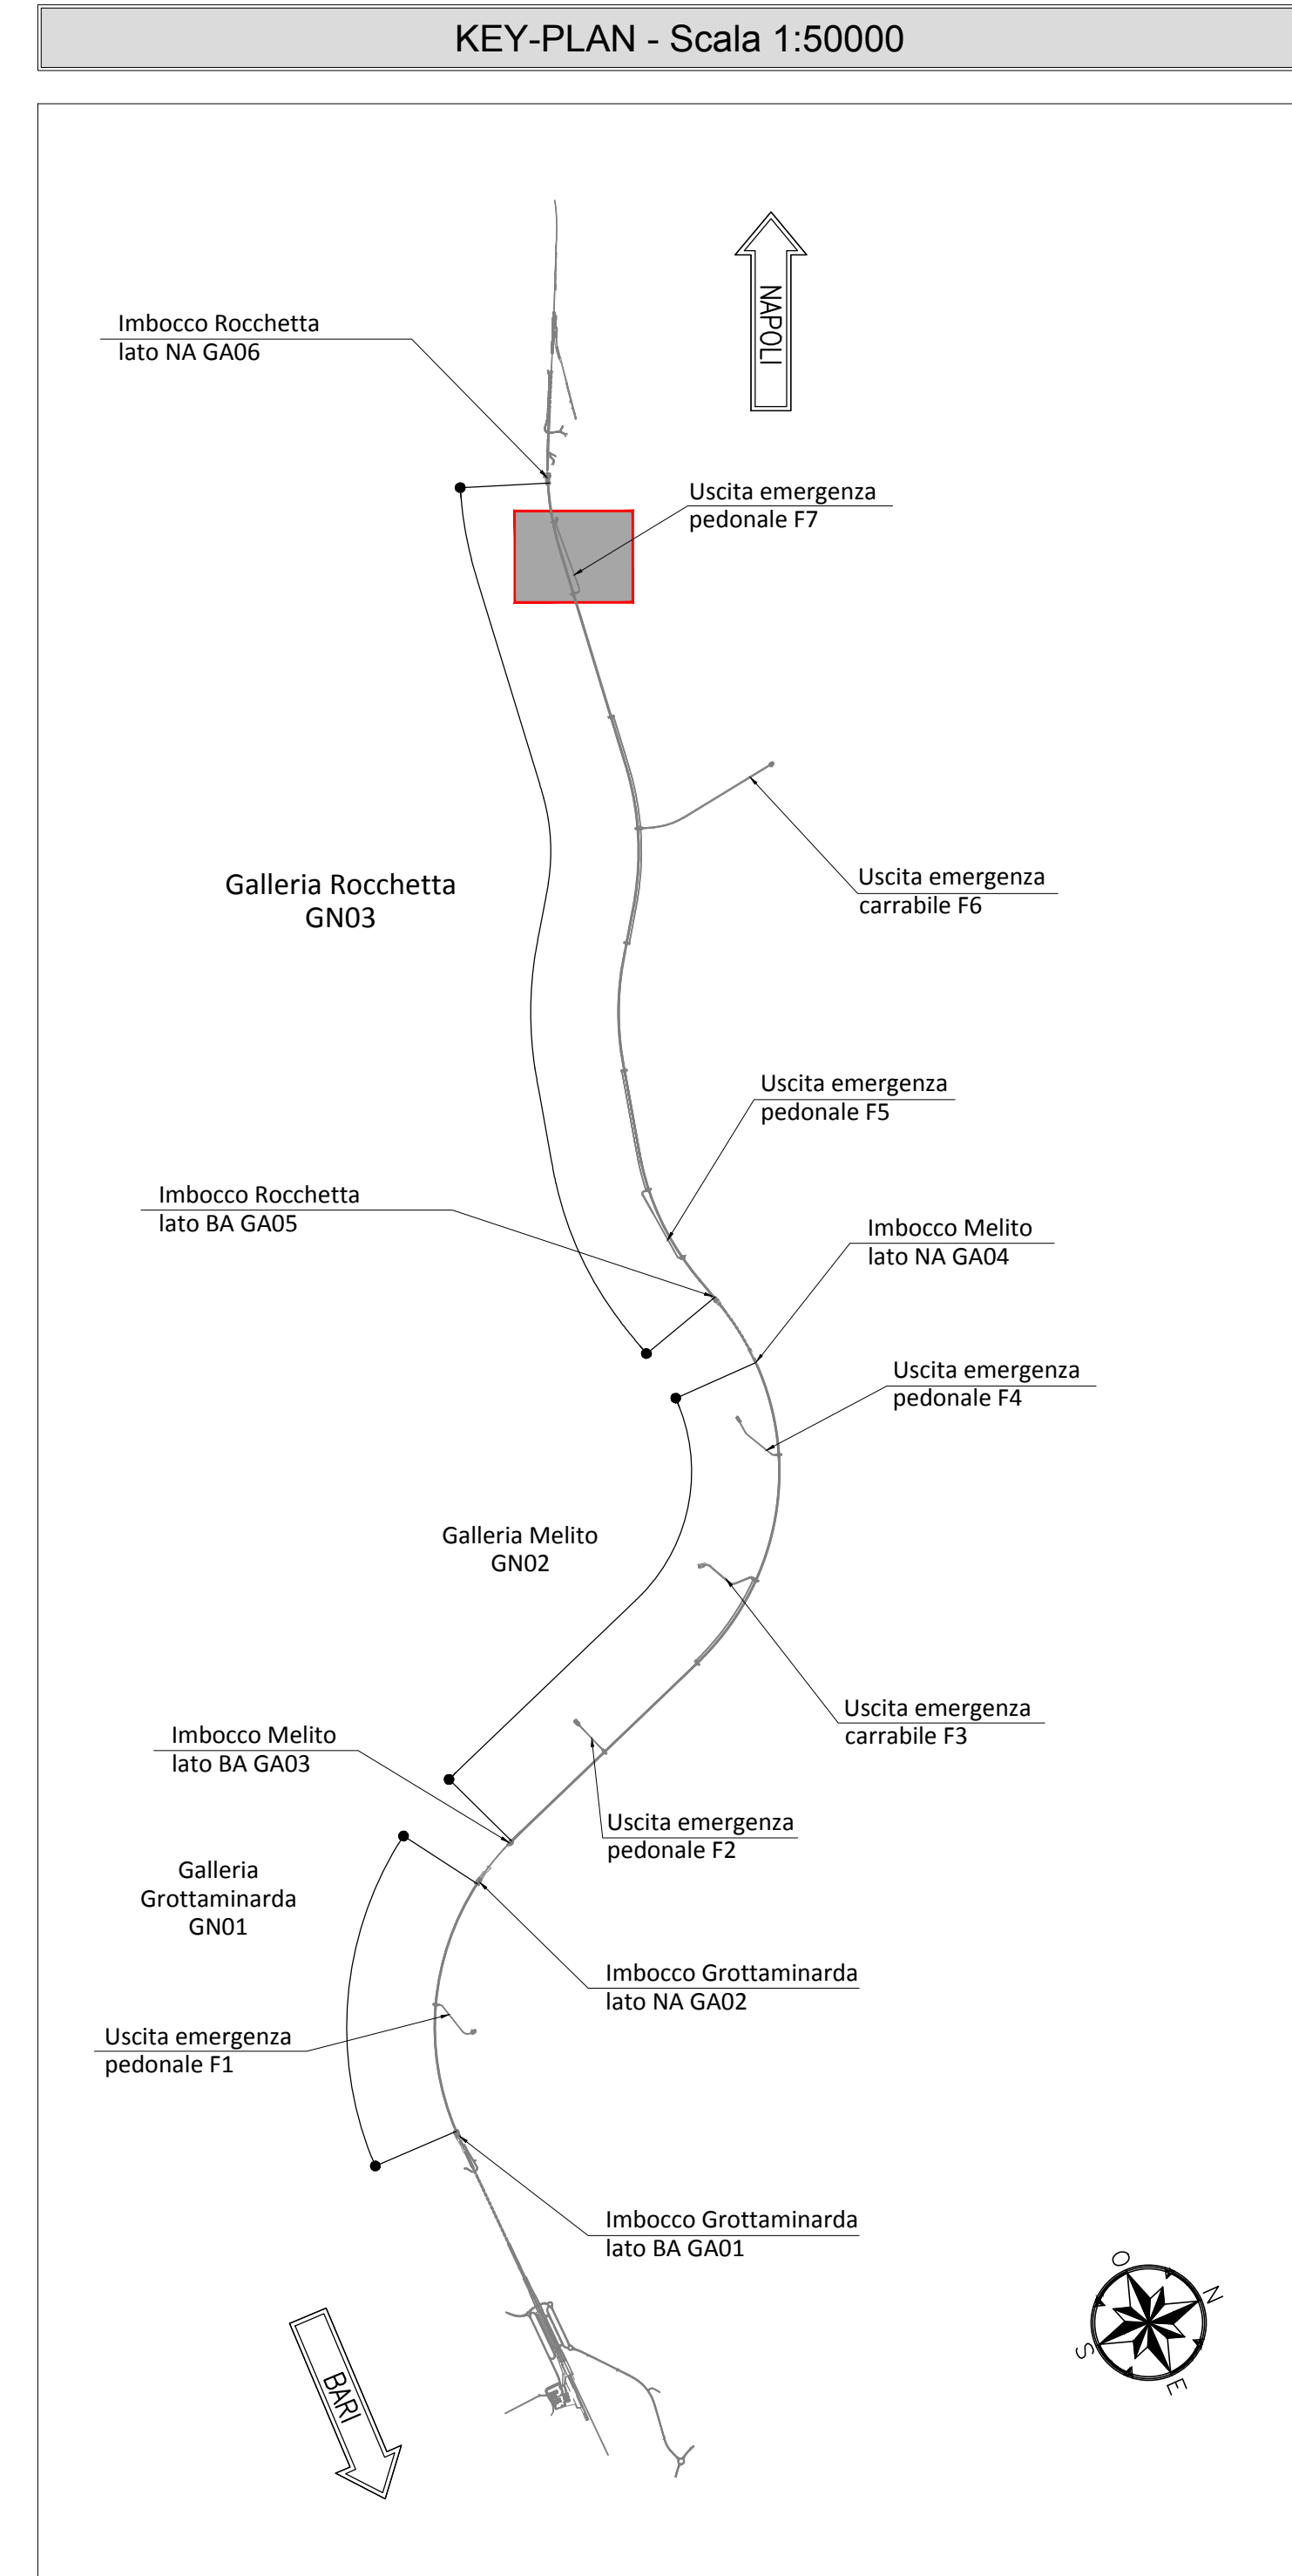 KEY-PLAN - Scala 1:50000
NAPOLI
Imbocco Rocchetta
lato NA GA06
Uscita emergenza
pedonale F7
Uscita emergenza
carrabile F6
Galleria Rocchetta
GN03
Uscita emergenza
pedonale F5
Imbocco Rocchetta
lato BA GA05
Imbocco Melito
lato NA GA04
Uscita emergenza
pedonale F4
Galleria Melito
GN02
Uscita emergenza
carrabile F3
Imbocco Melito
lato BA GA03
Uscita emergenza
pedonale F2
Galleria
Grottaminarda
GN01
Imbocco Grottaminarda
lato NA GA02
Uscita emergenza
pedonale F1
Imbocco Grottaminarda
lato BA GA01
O
N
S
E
BARI